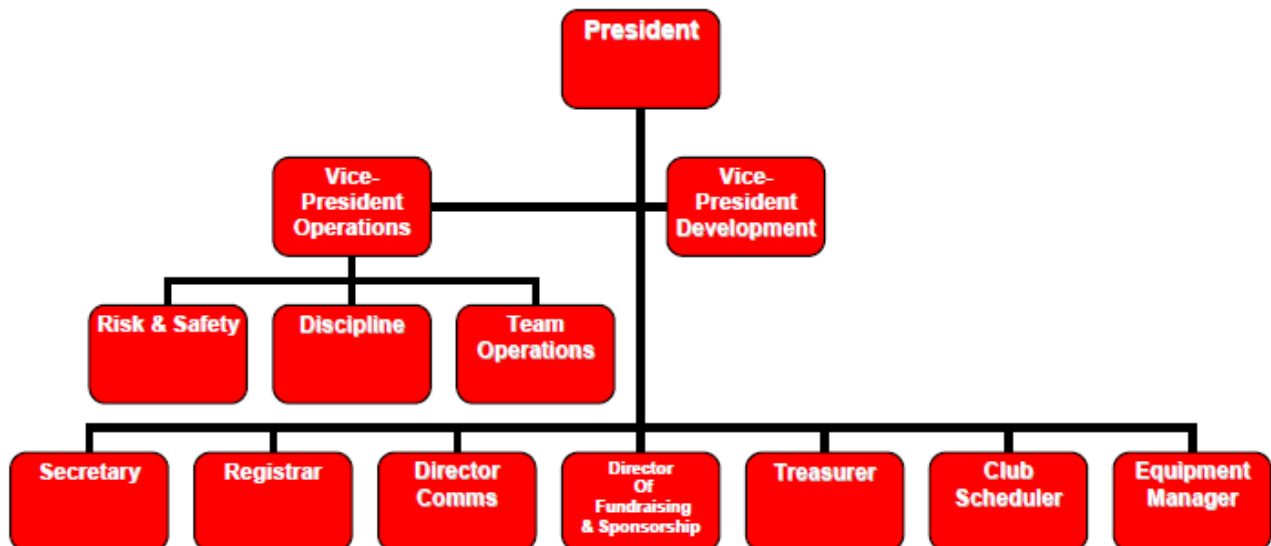 President
Vice-
President
Operations
Vice-
President
Development
Risk & Safety
Discipline
Team
Operations
Secretary
Registrar
Director
Comms
Director
Of
Fundraising
& Sponsorship
Treasurer
Club
Scheduler
Equipment
Manager